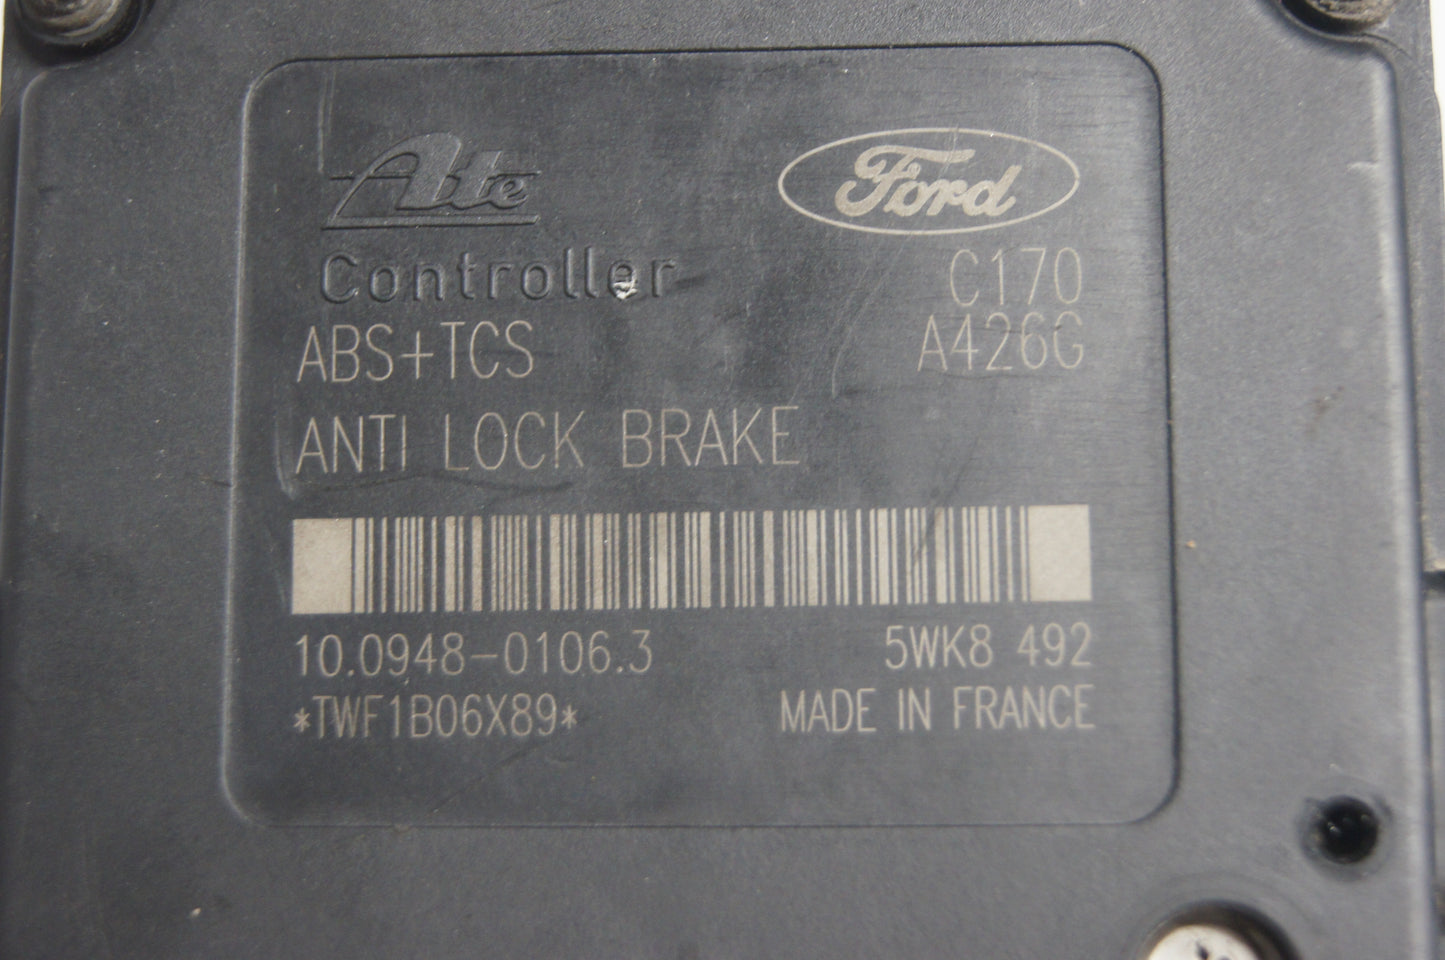 Ate
Ford
Controller
C170
ABS+TCS
A426G
ANTI LOCK BRAKE
10.0948-0106.3
5WK8 492
*TWF1B06X89*
MADE IN FRANCE